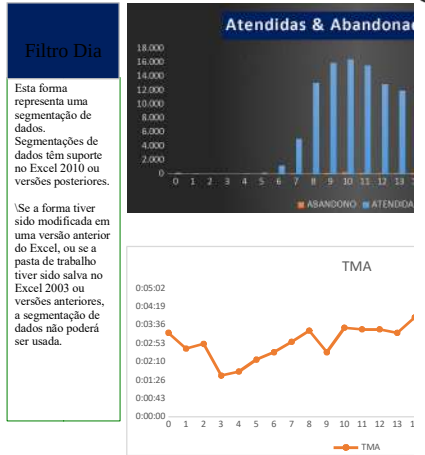 Filtro Dia
Esta forma
representa uma
segmentação de
dados.
Segmentações de
dados têm suporte
no Excel 2010 ou
versões posteriores.
\Se a forma tiver
sido modificada em
uma versão anterior
do Excel, ou se a
pasta de trabalho
tiver sido salva no
Excel 2003 ou
versões anteriores,
a segmentação de
dados não poderá
ser usada.
Atendidas & Abandonad
18.000
16.000
14.000
12.000
10.000
8.000
6.000
4.000
2.000
0 1 2 3 4 5 6 7 8 9 10 11 12 13
ABANDONO ATENDIDA
TMA
0:05:02
0:04:19
0:03:36
0:02:53
0:02:10
0:01:26
0:00:43
0:00:00
0 1 2 3 4 5 6 7 8 9 10 11 12 13
TMA